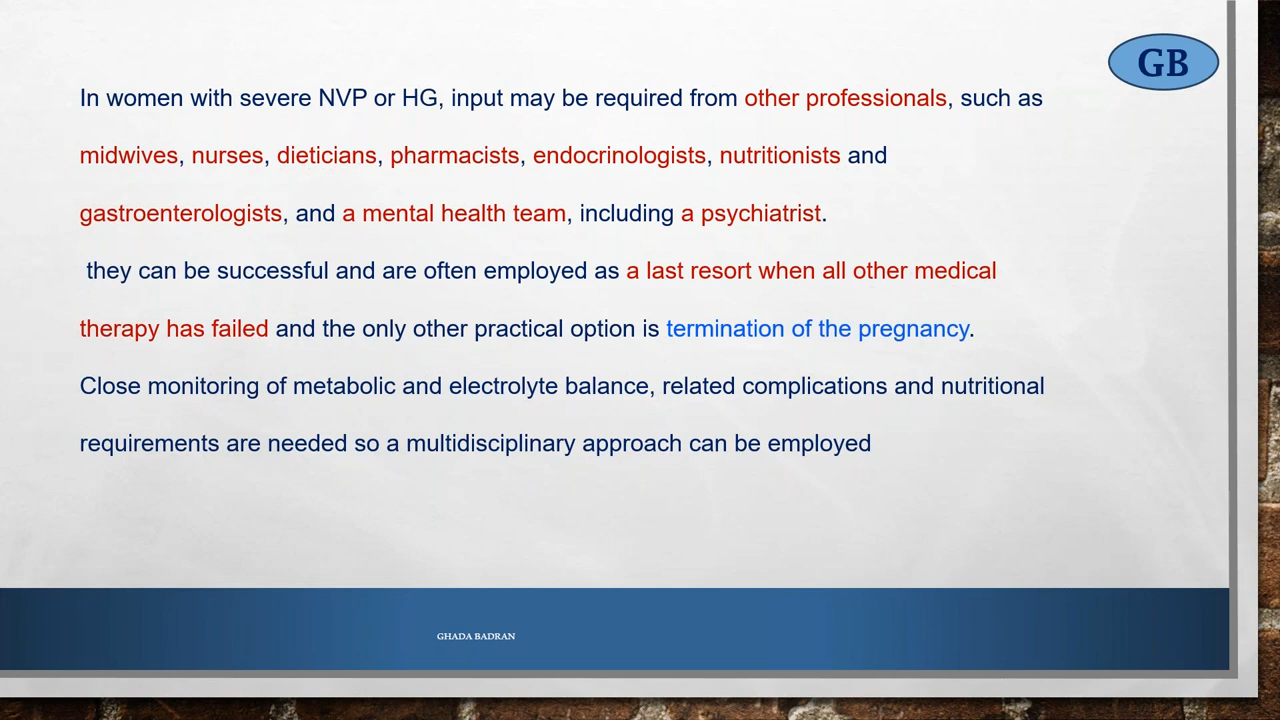 GB
In women with severe NVP or HG, input may be required from other professionals, such as
midwives, nurses, dieticians, pharmacists, endocrinologists, nutritionists and
gastroenterologists, and a mental health team, including a psychiatrist.
they can be successful and are often employed as a last resort when all other medical
therapy has failed and the only other practical option is termination of the pregnancy.
Close monitoring of metabolic and electrolyte balance, related complications and nutritional
requirements are needed so a multidisciplinary approach can be employed
GHADA BADRAN